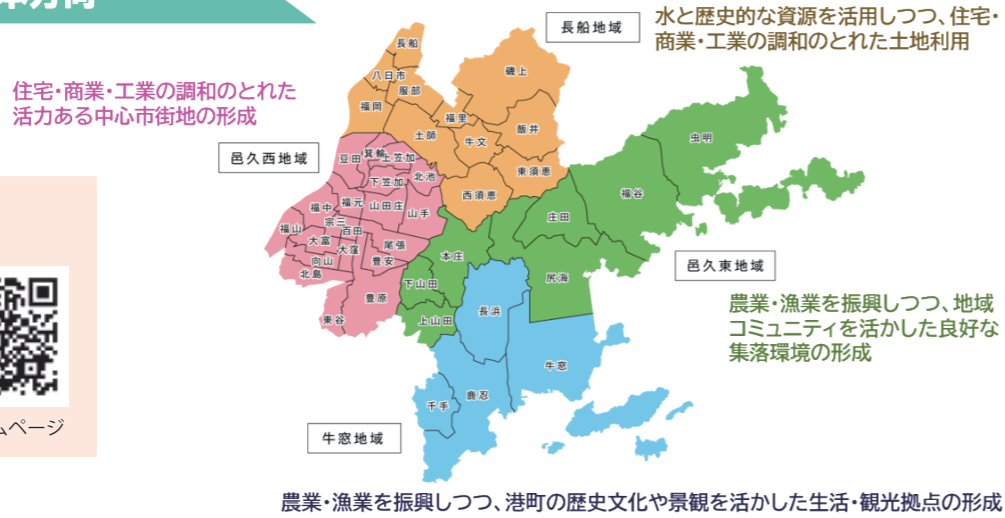 体方向
長船地域
水と歴史的な資源を活用しつつ、住宅・
商業・工業の調和のとれた土地利用
住宅・商業・工業の調和のとれた
活力ある中心市街地の形成
邑久西地域
長船
八日市
服部
福岡
磯上
福里
土師
牛文
飯井
東須恵
西須恵
豆田
箕輪
上笠加
下笠加
北池
福中
福元
山田庄
山手
宗三
福山
百田
大富
大窪
尾張
向山
豊安
北島
豊原
東谷
虫明
福谷
庄田
本庄
尻海
下山田
上山田
邑久東地域
農業・漁業を振興しつつ、地域
コミュニティを活かした良好な
集落環境の形成
長浜
牛窓
鹿忍
千手
牛窓地域
ムページ
農業・漁業を振興しつつ、港町の歴史文化や景観を活かした生活・観光拠点の形成